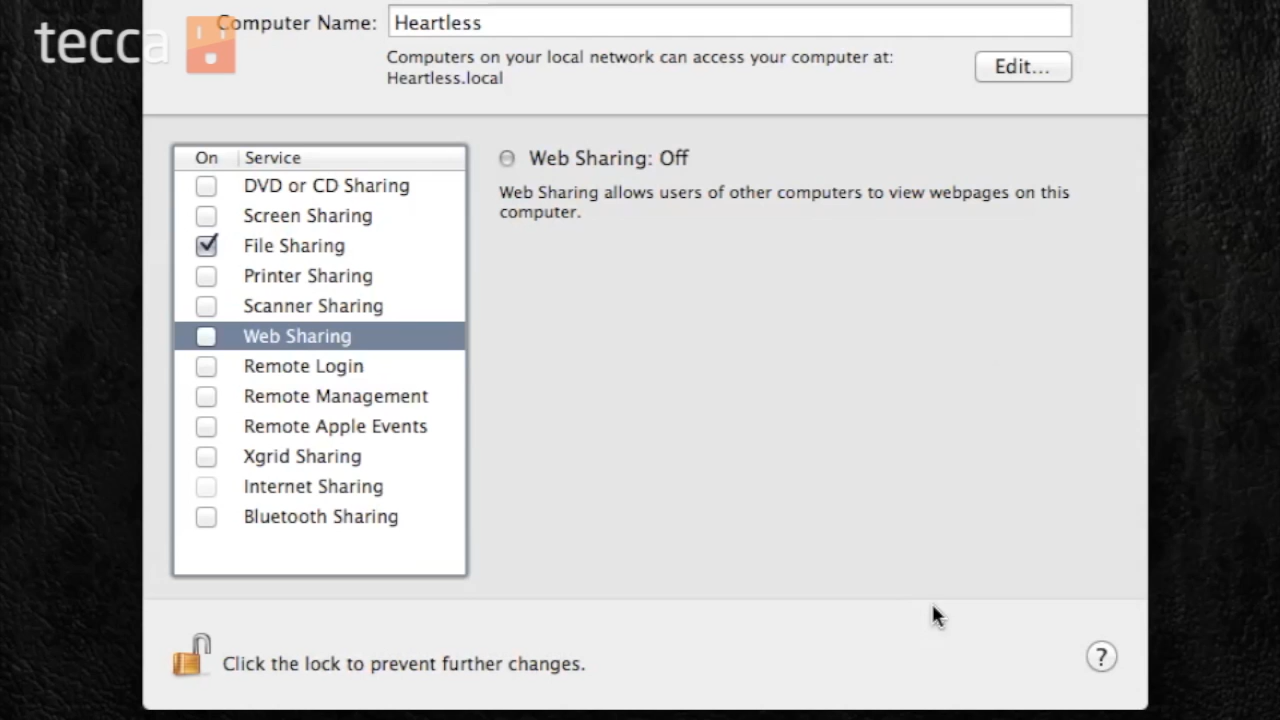 tecca
Computer Name: Heartless
Computers on your local network can access your computer at:
Heartless.local
Edit...
On Service
DVD or CD Sharing
Screen Sharing
File Sharing
Printer Sharing
Scanner Sharing
Web Sharing
Remote Login
Remote Management
Remote Apple Events
Xgrid Sharing
Internet Sharing
Bluetooth Sharing
Web Sharing: Off
Web Sharing allows users of other computers to view webpages on this
computer.
Click the lock to prevent further changes.
?